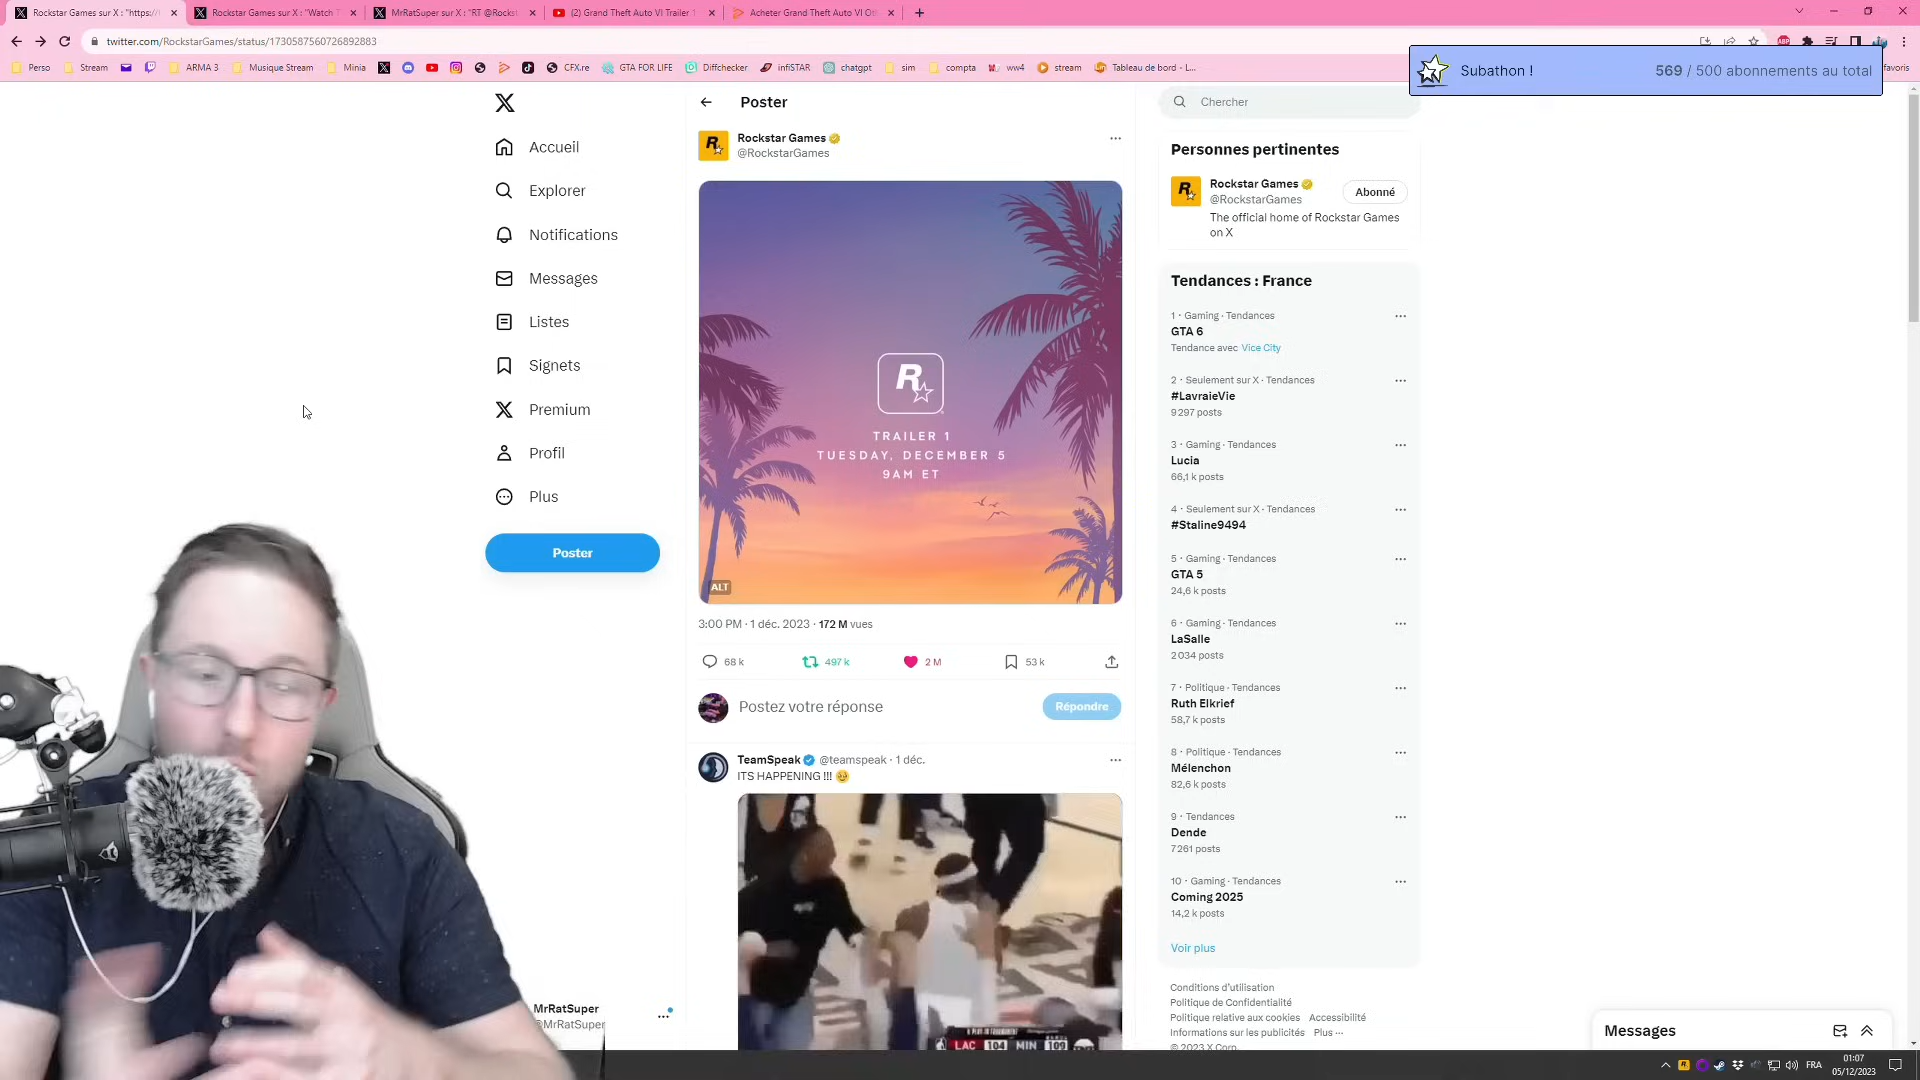 Rockstar Games sur X : "https://
Rockstar Games sur X : "Watch
MrRatSuper sur X : "RT @Rockst
(2) Grand Theft Auto VI Trailer 1
Acheter Grand Theft Auto VI Oth
twitter.com/RockstarGames/status/1730587560726892883
Perso
Stream
ARMA 3
Musique Stream
Minia
CFX.re
GTA FOR LIFE
Diffchecker
infiSTAR
chatgpt
sim
compta
ww4
stream
Tableau de bord - L...
favoris
Subathon !
569 / 500 abonnements au total
Accueil
Explorer
Notifications
Messages
Listes
Signets
Premium
Profil
Plus
Poster
MrRatSuper
@MrRatSuper
Poster
Rockstar Games
@RockstarGames
R
TRAILER 1
TUESDAY, DECEMBER 5
9AM ET
ALT
3:00 PM · 1 déc. 2023 · 172 M vues
68 k
497 k
2 M
53 k
Postez votre réponse
Répondre
TeamSpeak @teamspeak · 1 déc.
ITS HAPPENING !!!
LAC 104 MIN 109
Chercher
Personnes pertinentes
Rockstar Games
@RockstarGames
Abonné
The official home of Rockstar Games
on X
Tendances : France
1 · Gaming · Tendances
GTA 6
Tendance avec Vice City
2 · Seulement sur X · Tendances
#LavraieVie
9 297 posts
3 · Gaming · Tendances
Lucia
66,1 k posts
4 · Seulement sur X · Tendances
#Staline9494
5 · Gaming · Tendances
GTA 5
24,6 k posts
6 · Gaming · Tendances
LaSalle
2 034 posts
7 · Politique · Tendances
Ruth Elkrief
58,7 k posts
8 · Politique · Tendances
Mélenchon
82,6 k posts
9 · Tendances
Dende
7 261 posts
10 · Gaming · Tendances
Coming 2025
14,2 k posts
Voir plus
Conditions d'utilisation
Politique de Confidentialité
Politique relative aux cookies Accessibilité
Informations sur les publicités Plus ···
© 2023 X Corp.
Messages
FRA
01:07
05/12/2023